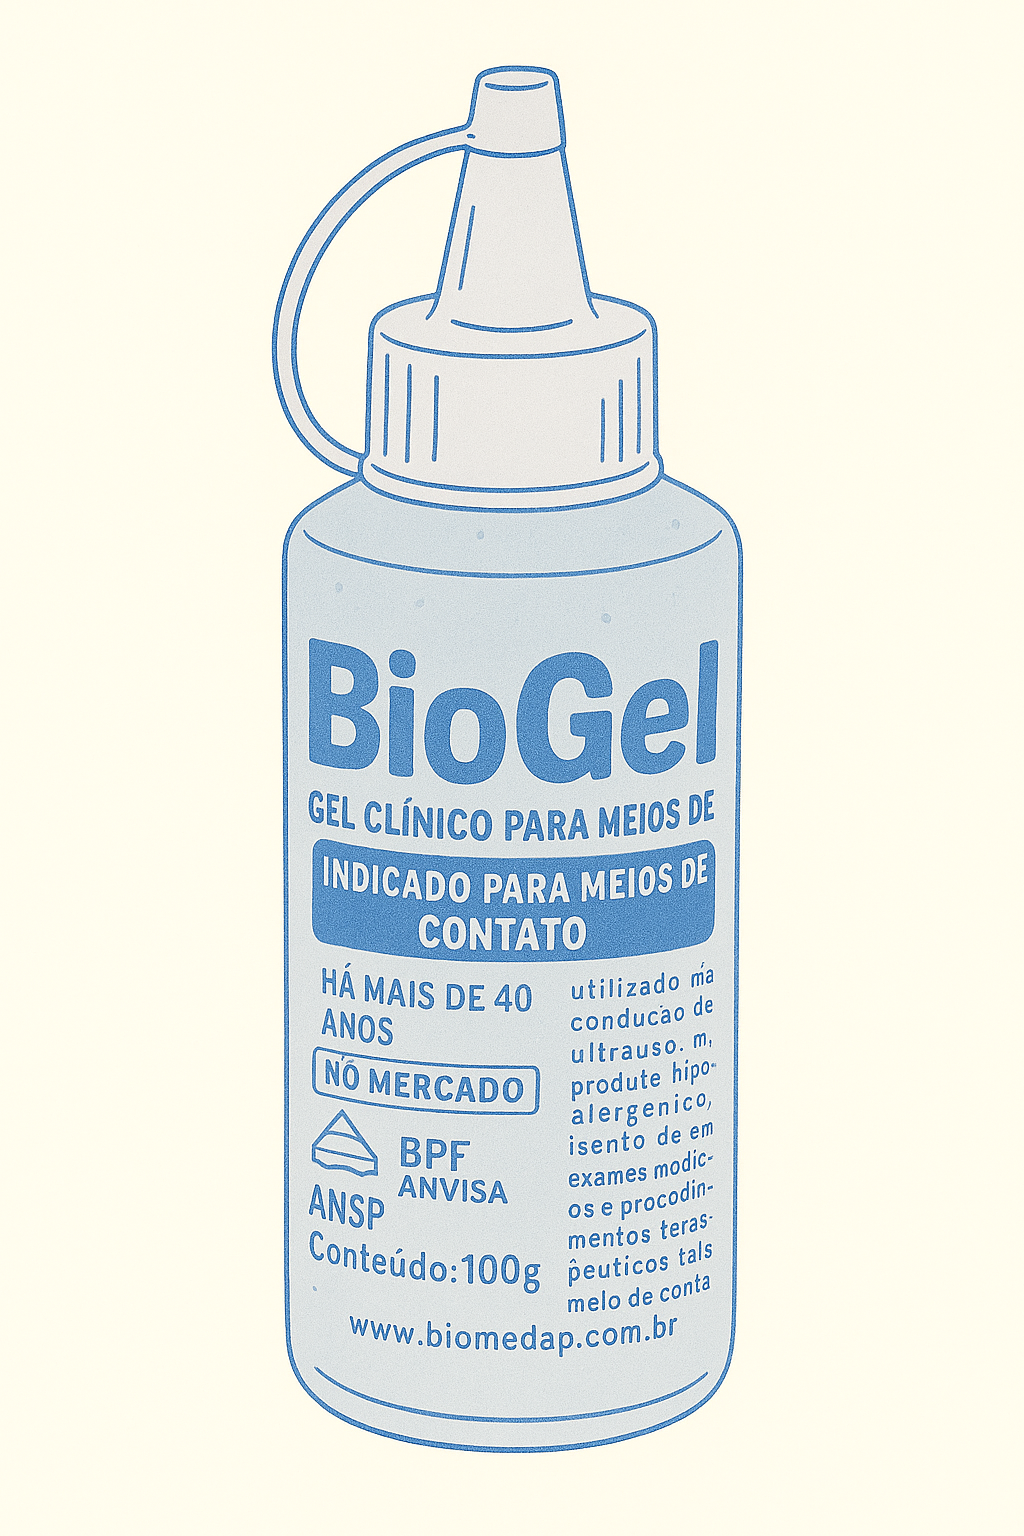 BioGel
GEL CLÍNICO PARA MEIOS DE
INDICADO PARA MEIOS DE
CONTATO
HÁ MAIS DE 40
ANOS
NO MERCADO
BPF
ANVISA
ANSP
Conteúdo:100g
utilizado ma
conducao de
ultrauso. m,
produte hipo-
alergenico,
isento de em
exames modic-
os e procodin-
mentos teras-
peuticos tals
melo de conta
www.biomedap.com.br